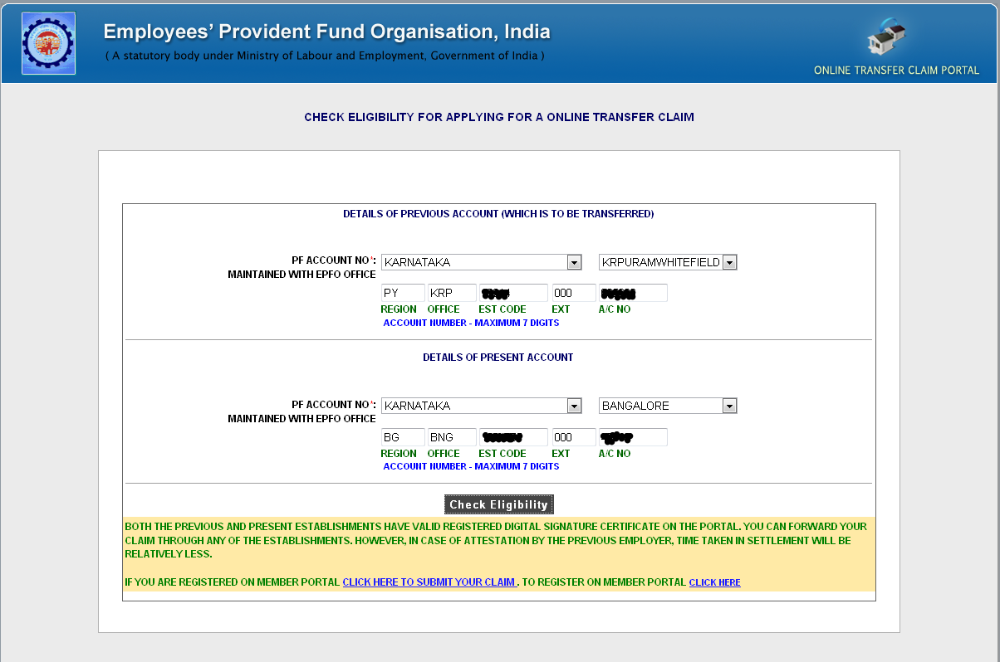 Employees' Provident Fund Organisation, India
( A statutory body under Ministry of Labour and Employment, Government of India )
ONLINE TRANSFER CLAIM PORTAL
CHECK ELIGIBILITY FOR APPLYING FOR A ONLINE TRANSFER CLAIM
DETAILS OF PREVIOUS ACCOUNT (WHICH IS TO BE TRANSFERRED)
PF ACCOUNT NO*: KARNATAKA KRPURAMWHITEFIELD
MAINTAINED WITH EPFO OFFICE
PY KRP 000
REGION OFFICE EST CODE EXT A/C NO
ACCOUNT NUMBER - MAXIMUM 7 DIGITS
DETAILS OF PRESENT ACCOUNT
PF ACCOUNT NO*: KARNATAKA BANGALORE
MAINTAINED WITH EPFO OFFICE
BG BNG 000
REGION OFFICE EST CODE EXT A/C NO
ACCOUNT NUMBER - MAXIMUM 7 DIGITS
Check Eligibility
BOTH THE PREVIOUS AND PRESENT ESTABLISHMENTS HAVE VALID REGISTERED DIGITAL SIGNATURE CERTIFICATE ON THE PORTAL. YOU CAN FORWARD YOUR
CLAIM THROUGH ANY OF THE ESTABLISHMENTS. HOWEVER, IN CASE OF ATTESTATION BY THE PREVIOUS EMPLOYER, TIME TAKEN IN SETTLEMENT WILL BE
RELATIVELY LESS.
IF YOU ARE REGISTERED ON MEMBER PORTAL CLICK HERE TO SUBMIT YOUR CLAIM . TO REGISTER ON MEMBER PORTAL CLICK HERE